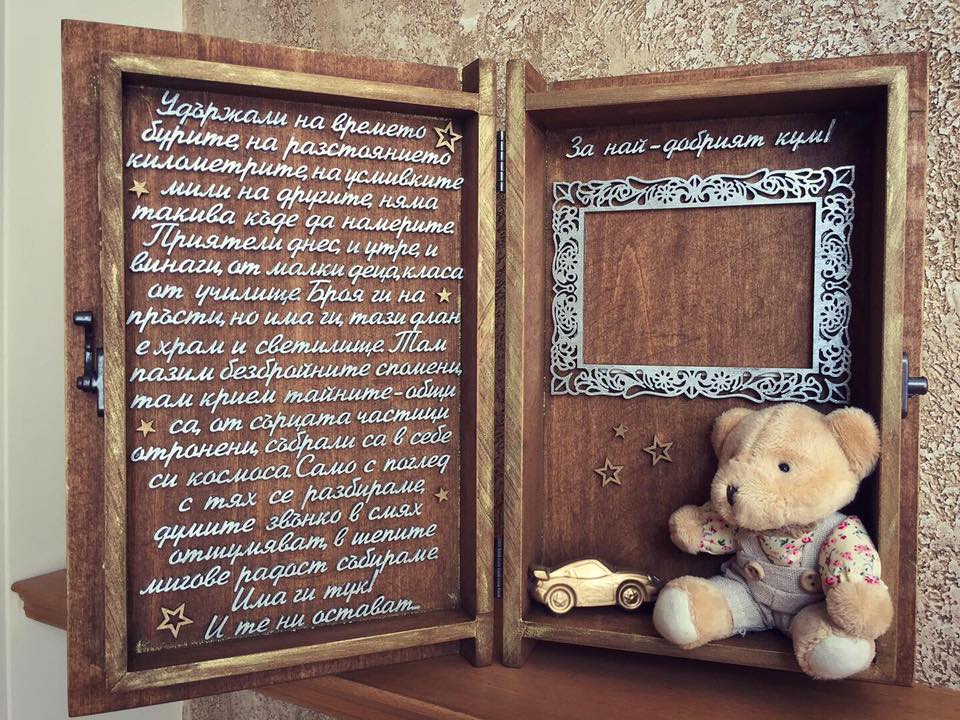 Удържали на времето
бурите, на разстоянието
километрите, на усмивките
мили на другите, няма
такива къде да намерите.
Приятели днес, и утре, и
винаги, от малки деца, класа
от училище. Броя ги на
пръсти, но има ги, тази длан
е храм и светилище. Там
пазим безбройните спомени,
там крием тайните-общи
са, от сърцата частици
отронени, събрали са в себе
си космоса. Само с поглед
с тях се разбираме,
думите звънко в смях
отшумяват, в шепите
мигове радост събираме
Има ги тук!
И те ни остават...
За най-добрият кум!